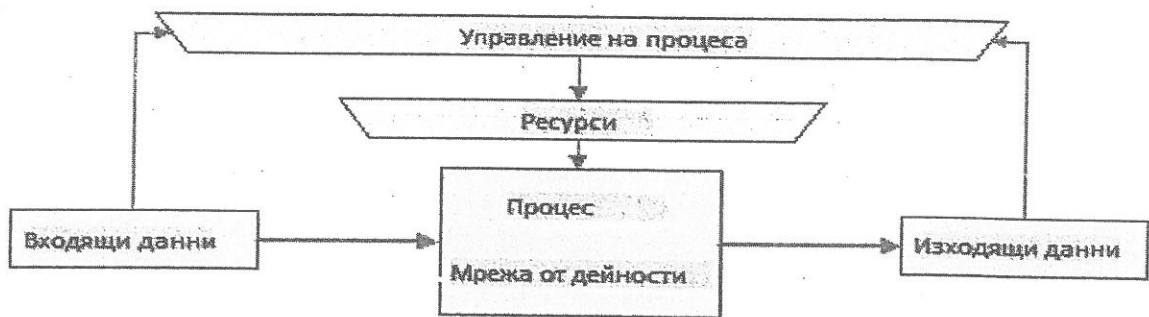 Управление на процеса
Ресурси
Процес
Входящи данни
Изходящи данни
Мрежа от дейности